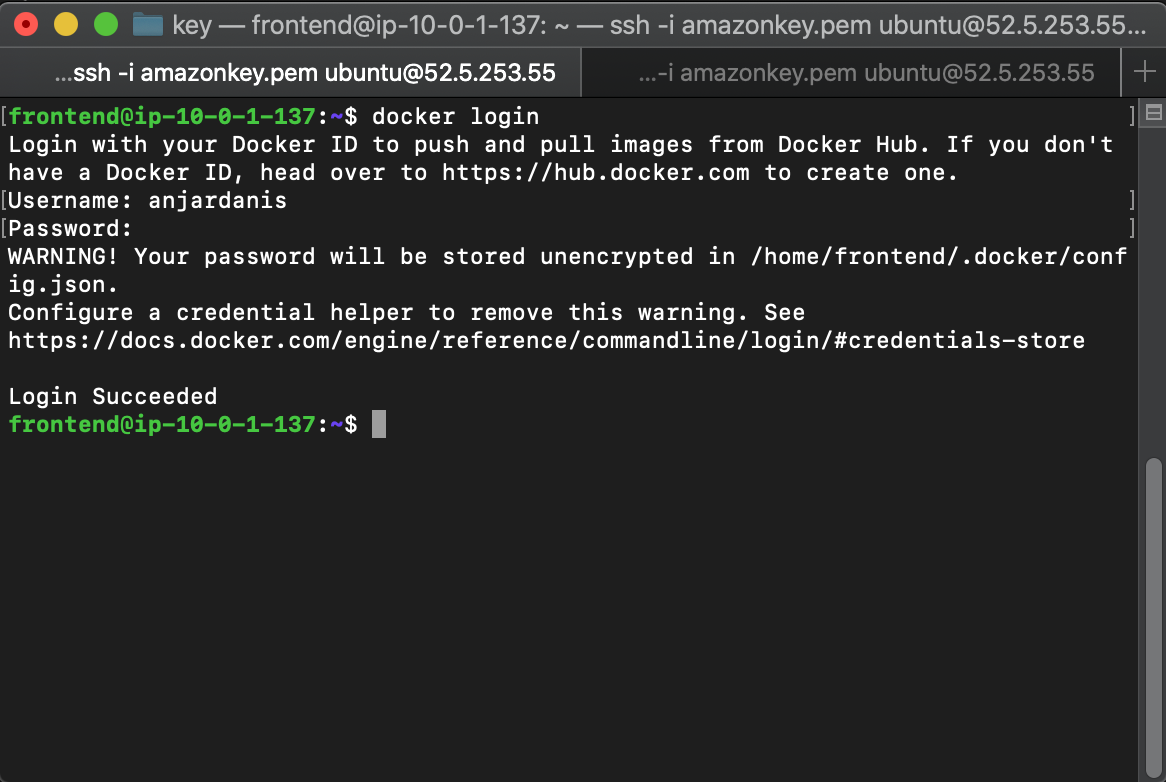 key — frontend@ip-10-0-1-137: ~ — ssh -i amazonkey.pem ubuntu@52.5.253.55...
...ssh -i amazonkey.pem ubuntu@52.5.253.55
...-i amazonkey.pem ubuntu@52.5.253.55
[frontend@ip-10-0-1-137:~$ docker login ]
Login with your Docker ID to push and pull images from Docker Hub. If you don't
have a Docker ID, head over to https://hub.docker.com to create one.
[Username: anjardanis ]
[Password: ]
WARNING! Your password will be stored unencrypted in /home/frontend/.docker/conf
ig.json.
Configure a credential helper to remove this warning. See
https://docs.docker.com/engine/reference/commandline/login/#credentials-store
Login Succeeded
frontend@ip-10-0-1-137:~$